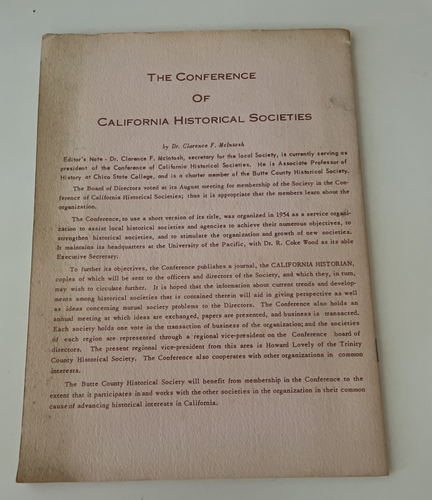 THE CONFERENCE
OF
CALIFORNIA HISTORICAL SOCIETIES
by Dr. Clarence F. McIntosh
Editor's Note - Dr. Clarence F. McIntosh, secretary for the local Society, is currently serving as
president of the Conference of California Historical Societies. He is Associate Professor of
History at Chico State College, and is a charter member of the Butte County Historical Society.
The Board of Directors voted at its August meeting for membership of the Society in the Con-
ference of California Historical Societies; thus it is appropriate that the members learn about the
organization.
The Conference, to use a short version of its title, was organized in 1954 as a service organi-
zation to assist local historical societies and agencies to achieve their numerous objectives, to
strengthen historical societies, and to stimulate the organization and growth of new societies.
It maintains its headquarters at the University of the Pacific, with Dr. R. Coke Wood as its able
Executive Secretary.
To further its objectives, the Conference publishes a journal, the CALIFORNIA HISTORIAN,
copies of which will be sent to the officers and directors of the Society, and which they, in turn,
may wish to circulate further. It is hoped that the information about current trends and develop-
ments among historical societies that is contained therein will aid in giving perspective as well
as ideas concerning mutual society problems to the Directors. The Conference also holds an
annual meeting at which ideas are exchanged, papers are presented, and business is transacted.
Each society holds one vote in the transaction of business of the organization; and the societies
of each region are represented through a regional vice-president on the Conference board of
directors. The present regional vice-president from this area is Howard Lovely of the Trinity
County Historical Society. The Conference also cooperates with other organizations in common
interests.
The Butte County Historical Society will benefit from membership in the Conference to the
extent that it participates in and works with the other societies in the organization in their common
cause of advancing historical interests in California.